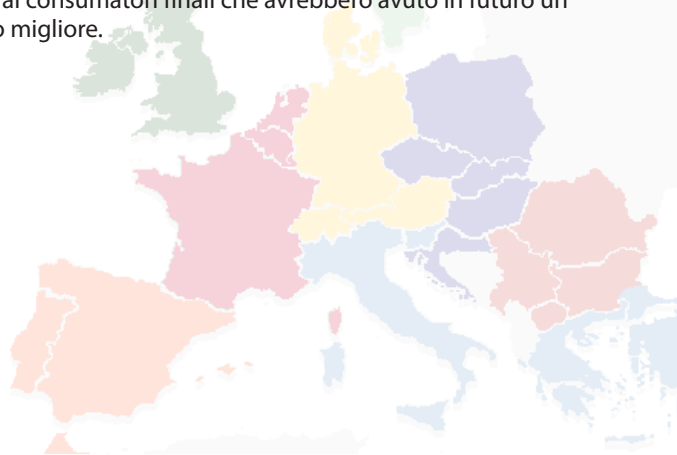 ai consumatori finali che avrebbero avuto in futuro un
o migliore.